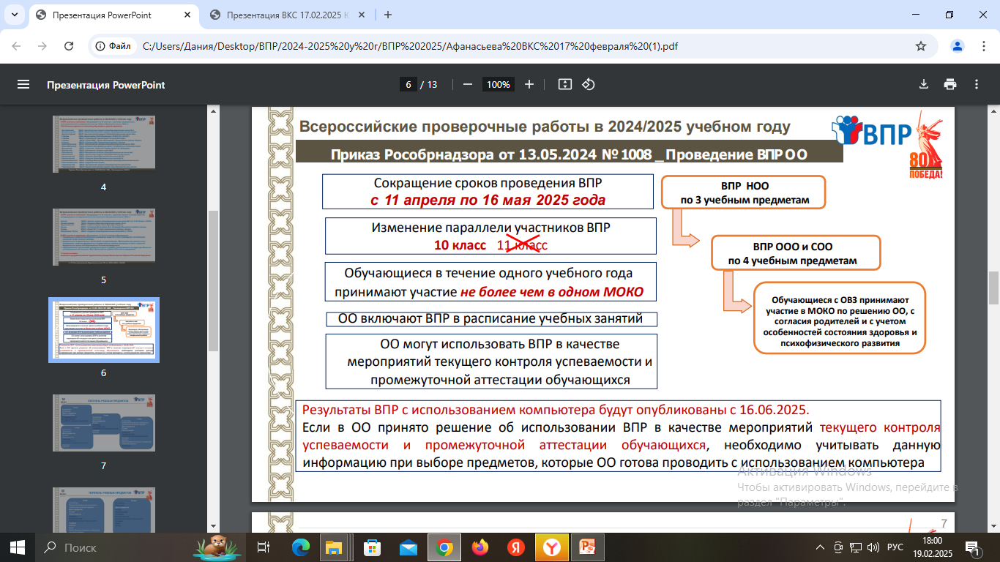 Презентация PowerPoint
Презентация ВКС 17.02.2025 К
Файл
C:/Users/Дания/Desktop/ВПР/2024-2025%20у%20г/ВПР%202025/Афанасьева%20ВКС%2017%20февраля%20(1).pdf
Презентация PowerPoint
6 / 13
100%
4
5
6
7
Всероссийские проверочные работы в 2024/2025 учебном году
ВПР
80
ПОБЕДА!
Приказ Рособрнадзора от 13.05.2024 № 1008 _ Проведение ВПР ОО
Сокращение сроков проведения ВПР
с 11 апреля по 16 мая 2025 года
Изменение параллели участников ВПР
10 класс 11 класс
Обучающиеся в течение одного учебного года
принимают участие не более чем в одном МОКО
ОО включают ВПР в расписание учебных занятий
ОО могут использовать ВПР в качестве
мероприятий текущего контроля успеваемости и
промежуточной аттестации обучающихся
ВПР НОО
по 3 учебным предметам
ВПР ООО и СОО
по 4 учебным предметам
Обучающиеся с ОВЗ принимают
участие в МОКО по решению ОО, с
согласия родителей и с учетом
особенностей состояния здоровья и
психофизического развития
Результаты ВПР с использованием компьютера будут опубликованы с 16.06.2025.
Если в ОО принято решение об использовании ВПР в качестве мероприятий текущего контроля
успеваемости и промежуточной аттестации обучающихся, необходимо учитывать данную
информацию при выборе предметов, которые ОО готова проводить с использованием компьютера
Активация Windows
Чтобы активировать Windows, перейдите в
раздел "Параметры".
7
Поиск
РУС
18:00
19.02.2025
1